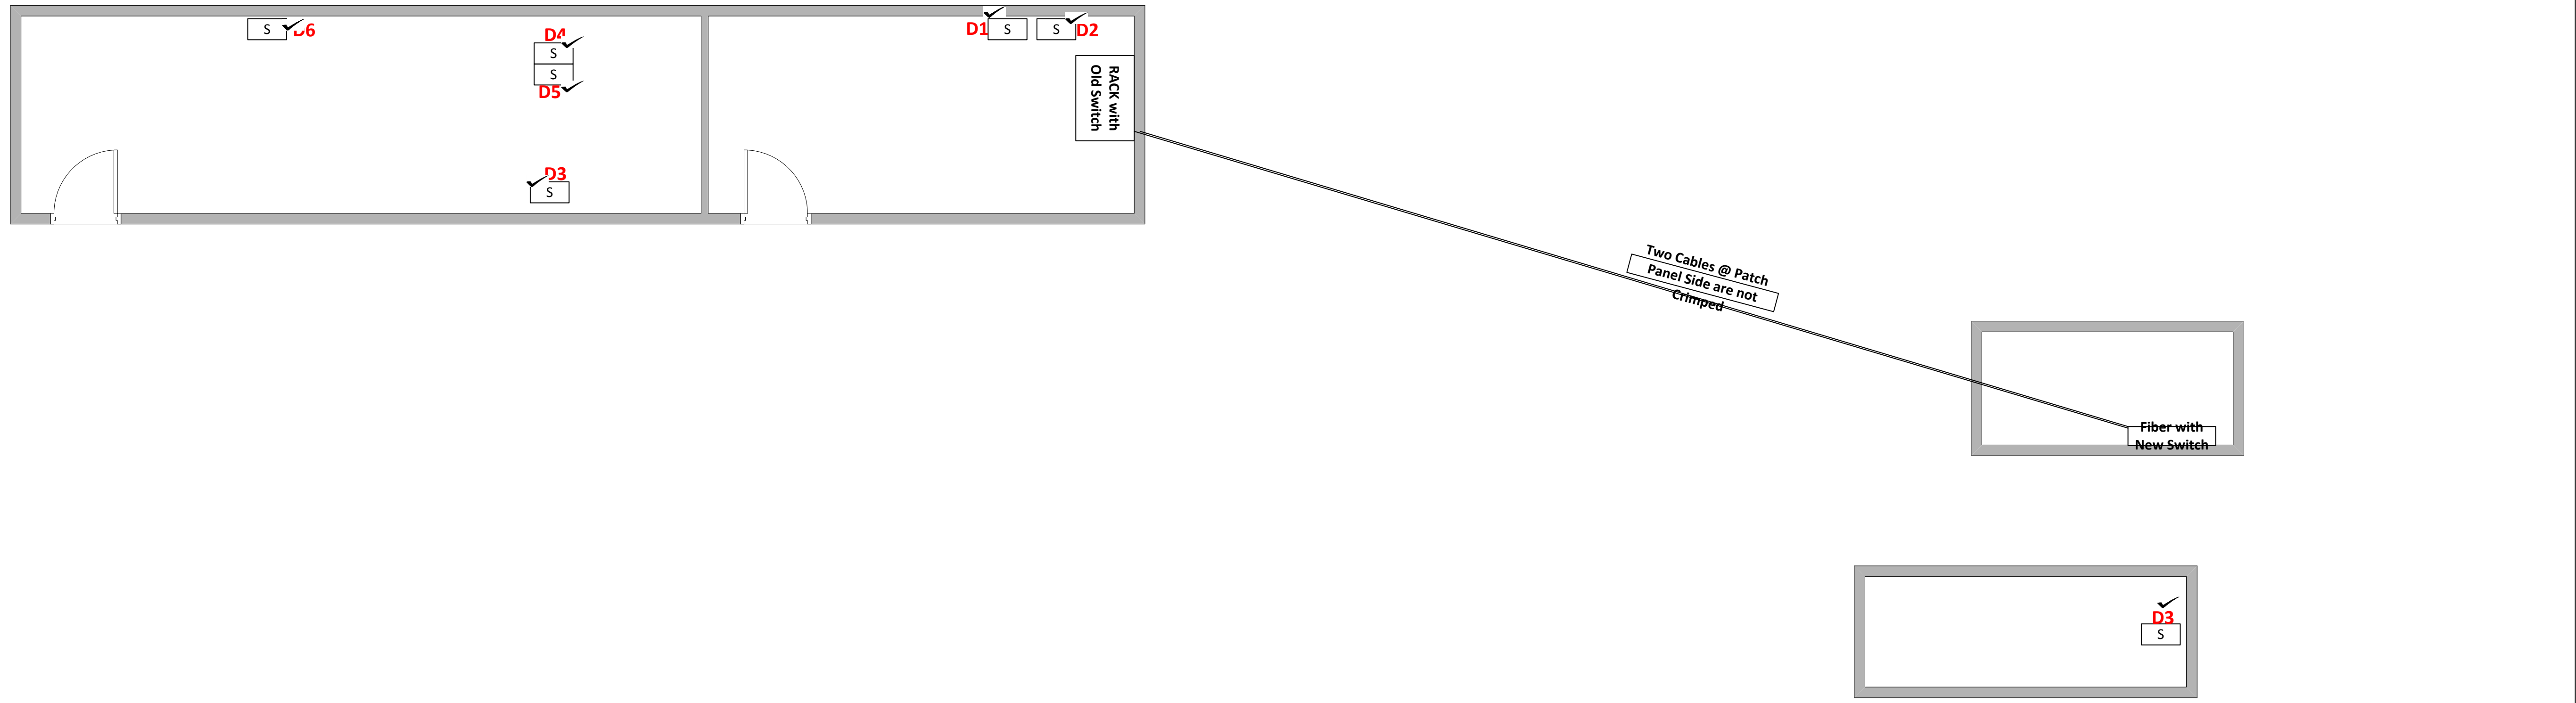 S
D6
D4
S
S
D5
D3
S
D1
S
S
D2
RACK with
Old Switch
Two Cables @ Patch
Panel Side are not
Crimped
Fiber with
New Switch
D3
S